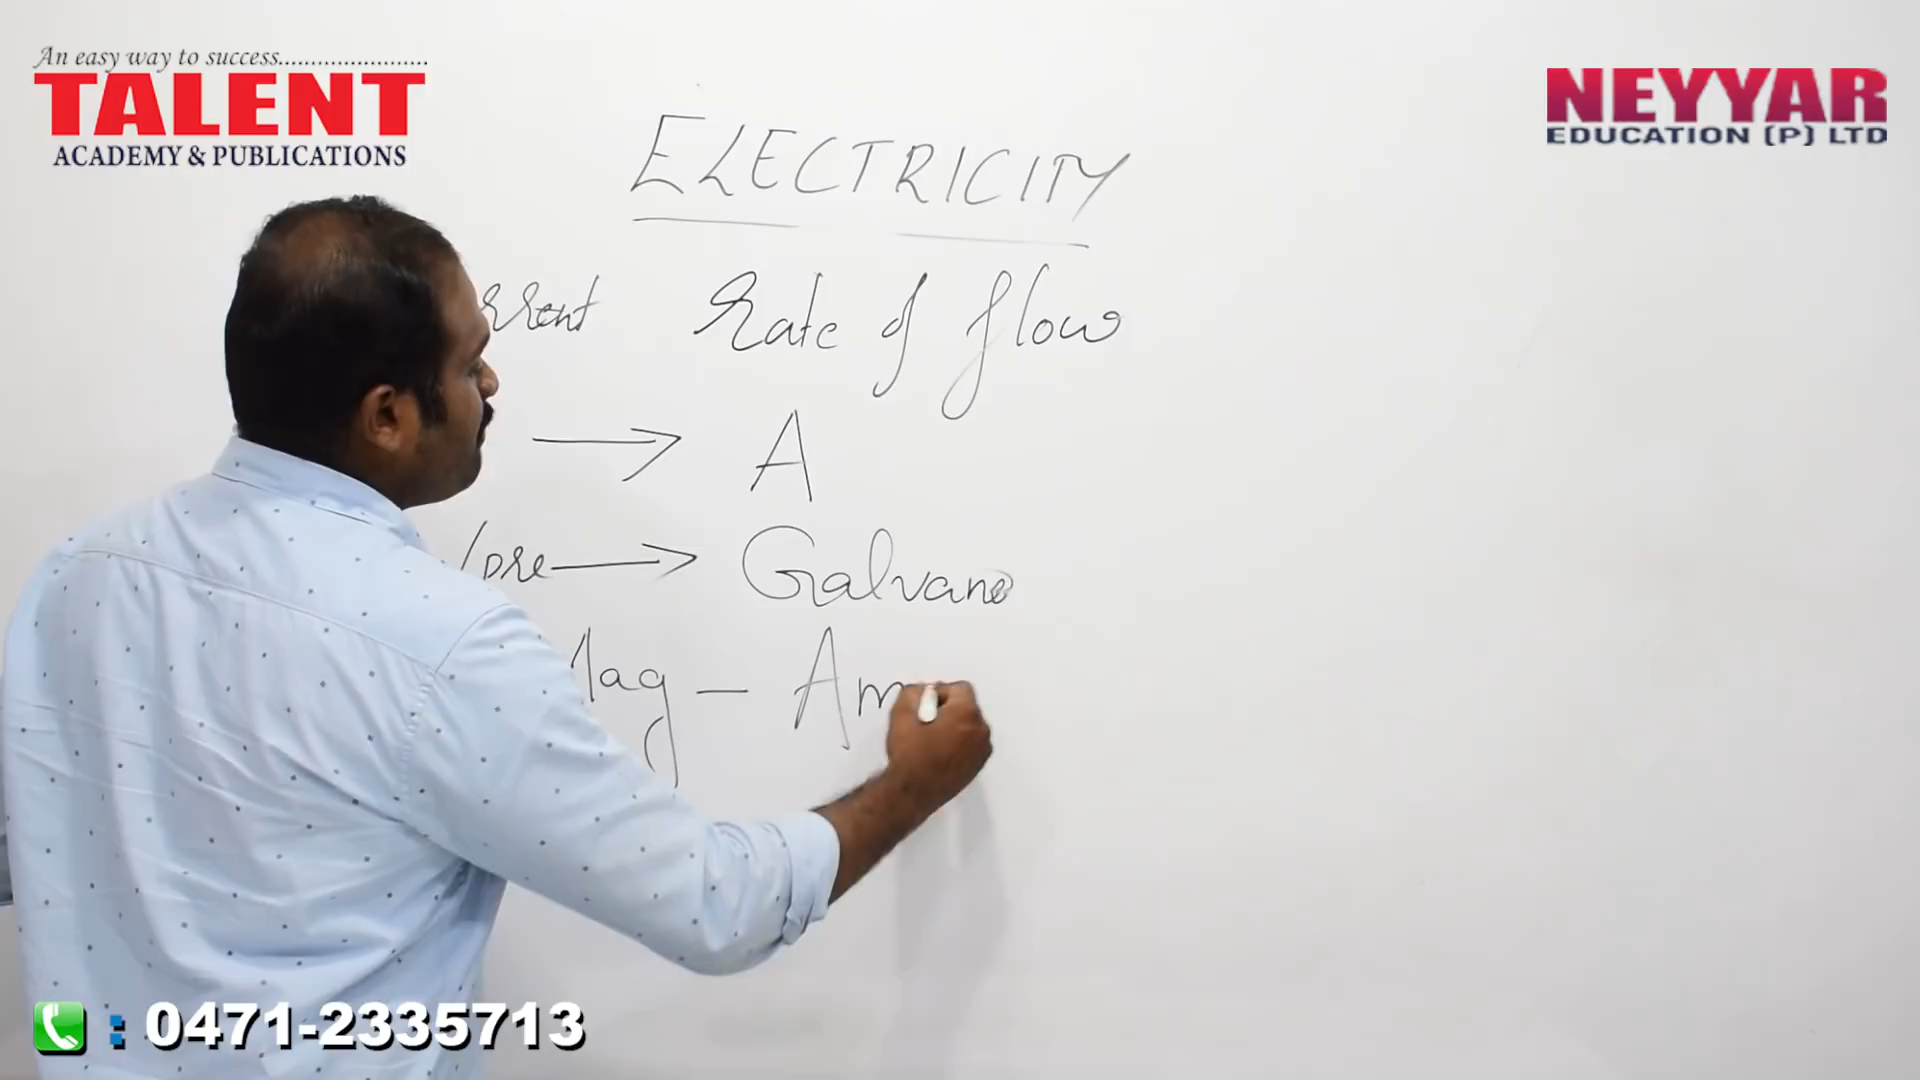 An easy way to success.......................
TALENT
ACADEMY & PUBLICATIONS
NEYYAR
EDUCATION (P) LTD
ELECTRICITY
rrent Rate of flow
→ A
/pre → Galvano
Mag - Am
: 0471-2335713